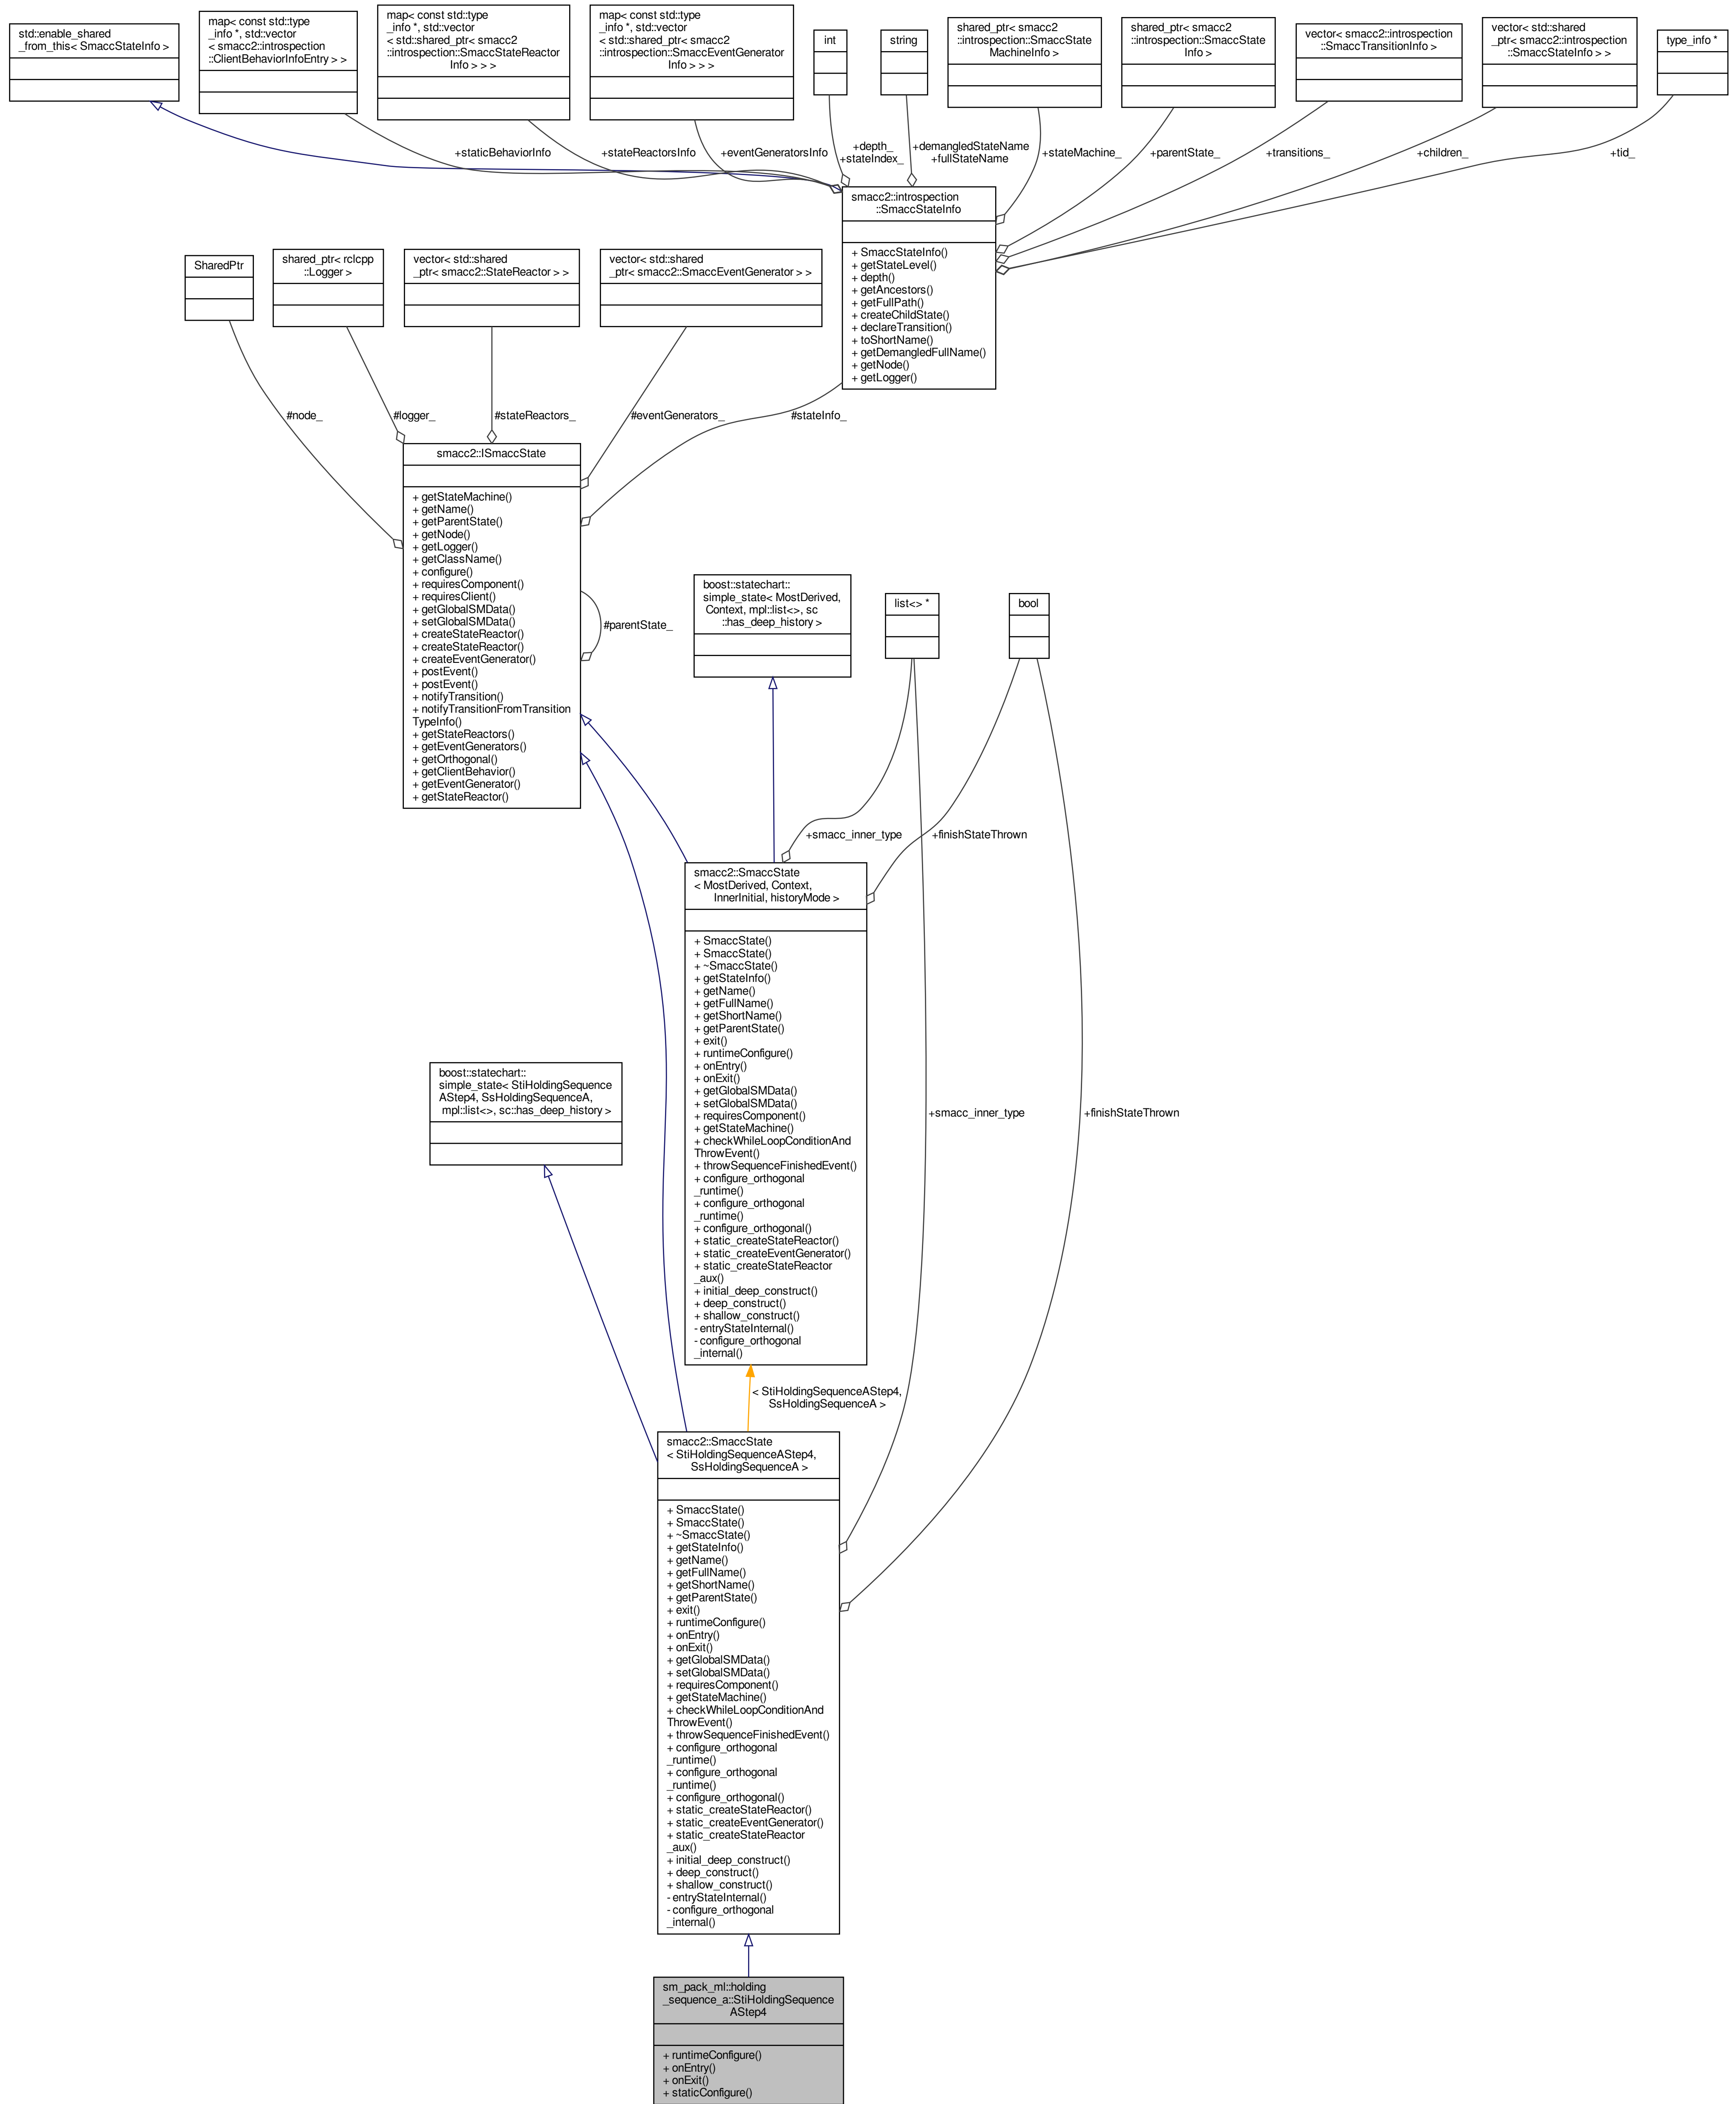 std::enable_shared
_from_this< SmaccStateInfo >
map< const std::type
_info *, std::vector
< smacc2::introspection
::ClientBehaviorInfoEntry > >
map< const std::type
_info *, std::vector
< std::shared_ptr< smacc2
::introspection::SmaccStateReactor
Info > > >
map< const std::type
_info *, std::vector
< std::shared_ptr< smacc2
::introspection::SmaccEventGenerator
Info > > >
int
string
shared_ptr< smacc2
::introspection::SmaccState
MachineInfo >
shared_ptr< smacc2
::introspection::SmaccState
Info >
vector< smacc2::introspection
::SmaccTransitionInfo >
vector< std::shared
_ptr< smacc2::introspection
::SmaccStateInfo > >
type_info *
+staticBehaviorInfo
+stateReactorsInfo
+eventGeneratorsInfo
+depth_
+stateIndex_
+demangledStateName
+fullStateName
+stateMachine_
+parentState_
+transitions_
+children_
+tid_
smacc2::introspection
::SmaccStateInfo
+ SmaccStateInfo()
+ getStateLevel()
+ depth()
+ getAncestors()
+ getFullPath()
+ createChildState()
+ declareTransition()
+ toShortName()
+ getDemangledFullName()
+ getNode()
+ getLogger()
SharedPtr
shared_ptr< rclcpp
::Logger >
vector< std::shared
_ptr< smacc2::StateReactor > >
vector< std::shared
_ptr< smacc2::SmaccEventGenerator > >
#node_
#logger_
#stateReactors_
#eventGenerators_
#stateInfo_
smacc2::ISmaccState
+ getStateMachine()
+ getName()
+ getParentState()
+ getNode()
+ getLogger()
+ getClassName()
+ configure()
+ requiresComponent()
+ requiresClient()
+ getGlobalSMData()
+ setGlobalSMData()
+ createStateReactor()
+ createStateReactor()
+ createEventGenerator()
+ postEvent()
+ postEvent()
+ notifyTransition()
+ notifyTransitionFromTransition
TypeInfo()
+ getStateReactors()
+ getEventGenerators()
+ getOrthogonal()
+ getClientBehavior()
+ getEventGenerator()
+ getStateReactor()
#parentState_
boost::statechart::
simple_state< MostDerived,
Context, mpl::list<>, sc
::has_deep_history >
list<> *
bool
+smacc_inner_type
+finishStateThrown
smacc2::SmaccState
< MostDerived, Context,
InnerInitial, historyMode >
+ SmaccState()
+ SmaccState()
+ ~SmaccState()
+ getStateInfo()
+ getName()
+ getFullName()
+ getShortName()
+ getParentState()
+ exit()
+ runtimeConfigure()
+ onEntry()
+ onExit()
+ getGlobalSMData()
+ setGlobalSMData()
+ requiresComponent()
+ getStateMachine()
+ checkWhileLoopConditionAnd
ThrowEvent()
+ throwSequenceFinishedEvent()
+ configure_orthogonal
_runtime()
+ configure_orthogonal
_runtime()
+ configure_orthogonal()
+ static_createStateReactor()
+ static_createEventGenerator()
+ static_createStateReactor
_aux()
+ initial_deep_construct()
+ deep_construct()
+ shallow_construct()
- entryStateInternal()
- configure_orthogonal
_internal()
boost::statechart::
simple_state< StiHoldingSequence
AStep4, SsHoldingSequenceA,
mpl::list<>, sc::has_deep_history >
+smacc_inner_type
+finishStateThrown
< StiHoldingSequenceAStep4,
SsHoldingSequenceA >
smacc2::SmaccState
< StiHoldingSequenceAStep4,
SsHoldingSequenceA >
+ SmaccState()
+ SmaccState()
+ ~SmaccState()
+ getStateInfo()
+ getName()
+ getFullName()
+ getShortName()
+ getParentState()
+ exit()
+ runtimeConfigure()
+ onEntry()
+ onExit()
+ getGlobalSMData()
+ setGlobalSMData()
+ requiresComponent()
+ getStateMachine()
+ checkWhileLoopConditionAnd
ThrowEvent()
+ throwSequenceFinishedEvent()
+ configure_orthogonal
_runtime()
+ configure_orthogonal
_runtime()
+ configure_orthogonal()
+ static_createStateReactor()
+ static_createEventGenerator()
+ static_createStateReactor
_aux()
+ initial_deep_construct()
+ deep_construct()
+ shallow_construct()
- entryStateInternal()
- configure_orthogonal
_internal()
sm_pack_ml::holding
_sequence_a::StiHoldingSequence
AStep4
+ runtimeConfigure()
+ onEntry()
+ onExit()
+ staticConfigure()